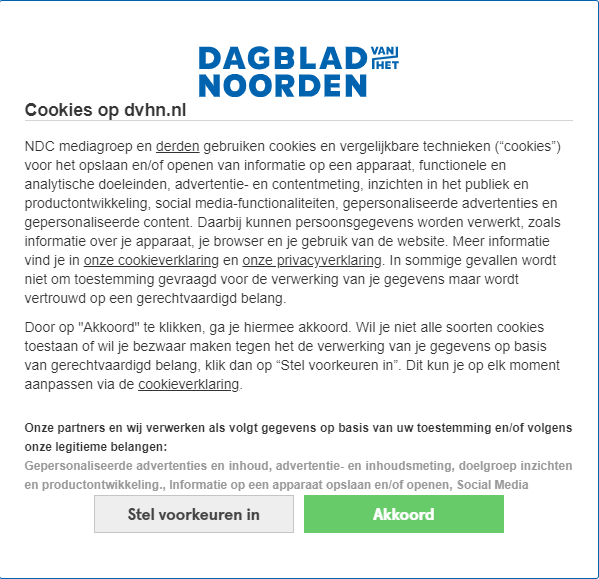 DAGBLAD VAN HET
NOORDEN
Cookies op dvhn.nl
NDC mediagroep en derden gebruiken cookies en vergelijkbare technieken (“cookies”)
voor het opslaan en/of openen van informatie op een apparaat, functionele en
analytische doeleinden, advertentie- en contentmeting, inzichten in het publiek en
productontwikkeling, social media-functionaliteiten, gepersonaliseerde advertenties en
gepersonaliseerde content. Daarbij kunnen persoonsgegevens worden verwerkt, zoals
informatie over je apparaat, je browser en je gebruik van de website. Meer informatie
vind je in onze cookieverklaring en onze privacyverklaring. In sommige gevallen wordt
niet om toestemming gevraagd voor de verwerking van je gegevens maar wordt
vertrouwd op een gerechtvaardigd belang.
Door op "Akkoord" te klikken, ga je hiermee akkoord. Wil je niet alle soorten cookies
toestaan of wil je bezwaar maken tegen het de verwerking van je gegevens op basis
van gerechtvaardigd belang, klik dan op “Stel voorkeuren in”. Dit kun je op elk moment
aanpassen via de cookieverklaring.
Onze partners en wij verwerken als volgt gegevens op basis van uw toestemming en/of volgens
onze legitieme belangen:
Gepersonaliseerde advertenties en inhoud, advertentie- en inhoudsmeting, doelgroep inzichten
en productontwikkeling., Informatie op een apparaat opslaan en/of openen, Social Media
Stel voorkeuren in Akkoord